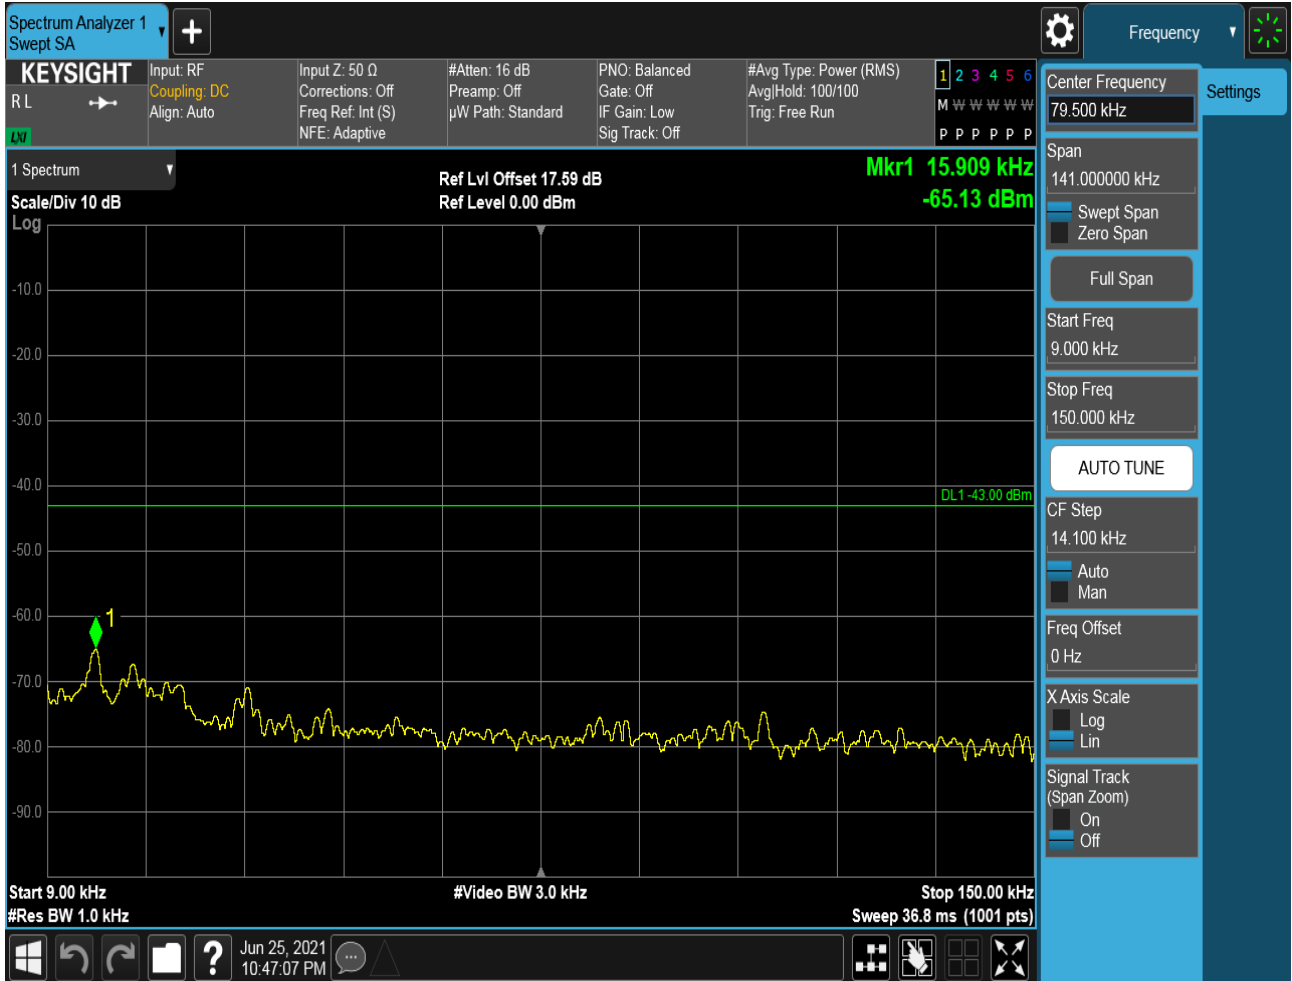 Spectrum Analyzer 1
Swept SA
+
Frequency
KEYSIGHT
R L
LXI
Input: RF
Coupling: DC
Align: Auto
Input Z: 50 Ω
Corrections: Off
Freq Ref: Int (S)
NFE: Adaptive
#Atten: 16 dB
Preamp: Off
µW Path: Standard
PNO: Balanced
Gate: Off
IF Gain: Low
Sig Track: Off
#Avg Type: Power (RMS)
Avg|Hold: 100/100
Trig: Free Run
1 2 3 4 5 6
M W W W W W
P P P P P P
1 Spectrum
Scale/Div 10 dB
Log
Ref Lvl Offset 17.59 dB
Ref Level 0.00 dBm
Mkr1 15.909 kHz
-65.13 dBm
-10.0
-20.0
-30.0
-40.0
DL1 -43.00 dBm
-50.0
-60.0
1
-70.0
-80.0
-90.0
Start 9.00 kHz
#Video BW 3.0 kHz
Stop 150.00 kHz
#Res BW 1.0 kHz
Sweep 36.8 ms (1001 pts)
?
Jun 25, 2021
10:47:07 PM
Settings
Center Frequency
79.500 kHz
Span
141.000000 kHz
Swept Span
Zero Span
Full Span
Start Freq
9.000 kHz
Stop Freq
150.000 kHz
AUTO TUNE
CF Step
14.100 kHz
Auto
Man
Freq Offset
0 Hz
X Axis Scale
Log
Lin
Signal Track
(Span Zoom)
On
Off